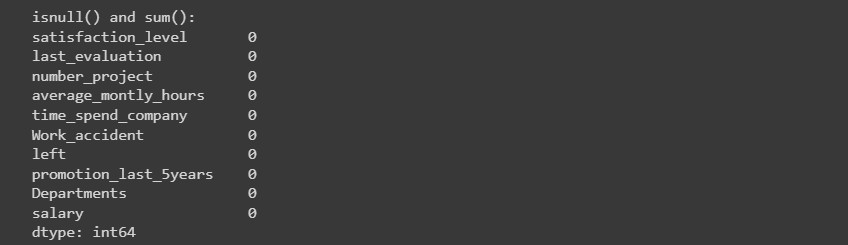 isnull() and sum():
satisfaction_level 0
last_evaluation 0
number_project 0
average_montly_hours 0
time_spend_company 0
Work_accident 0
left 0
promotion_last_5years 0
Departments 0
salary 0
dtype: int64